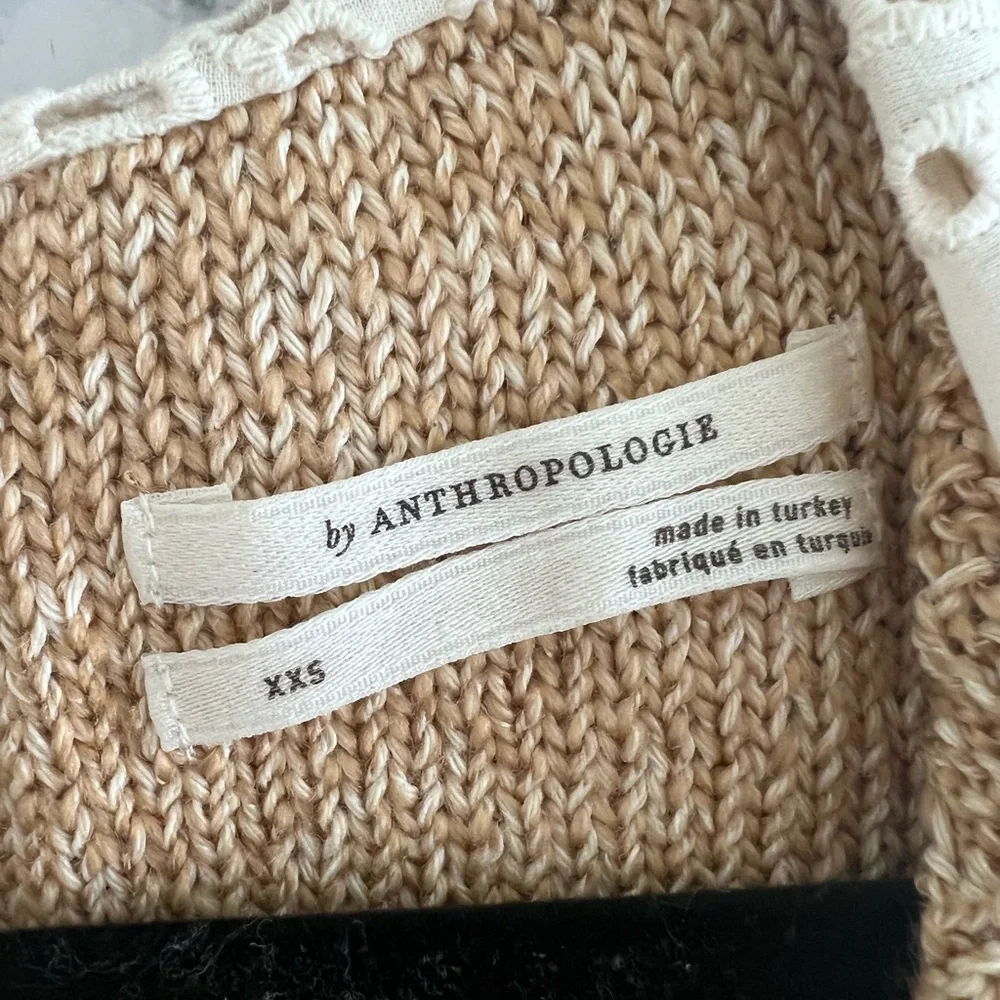 by ANTHROPOLOGIE
made in turkey
fabriqué en turquie
XXS